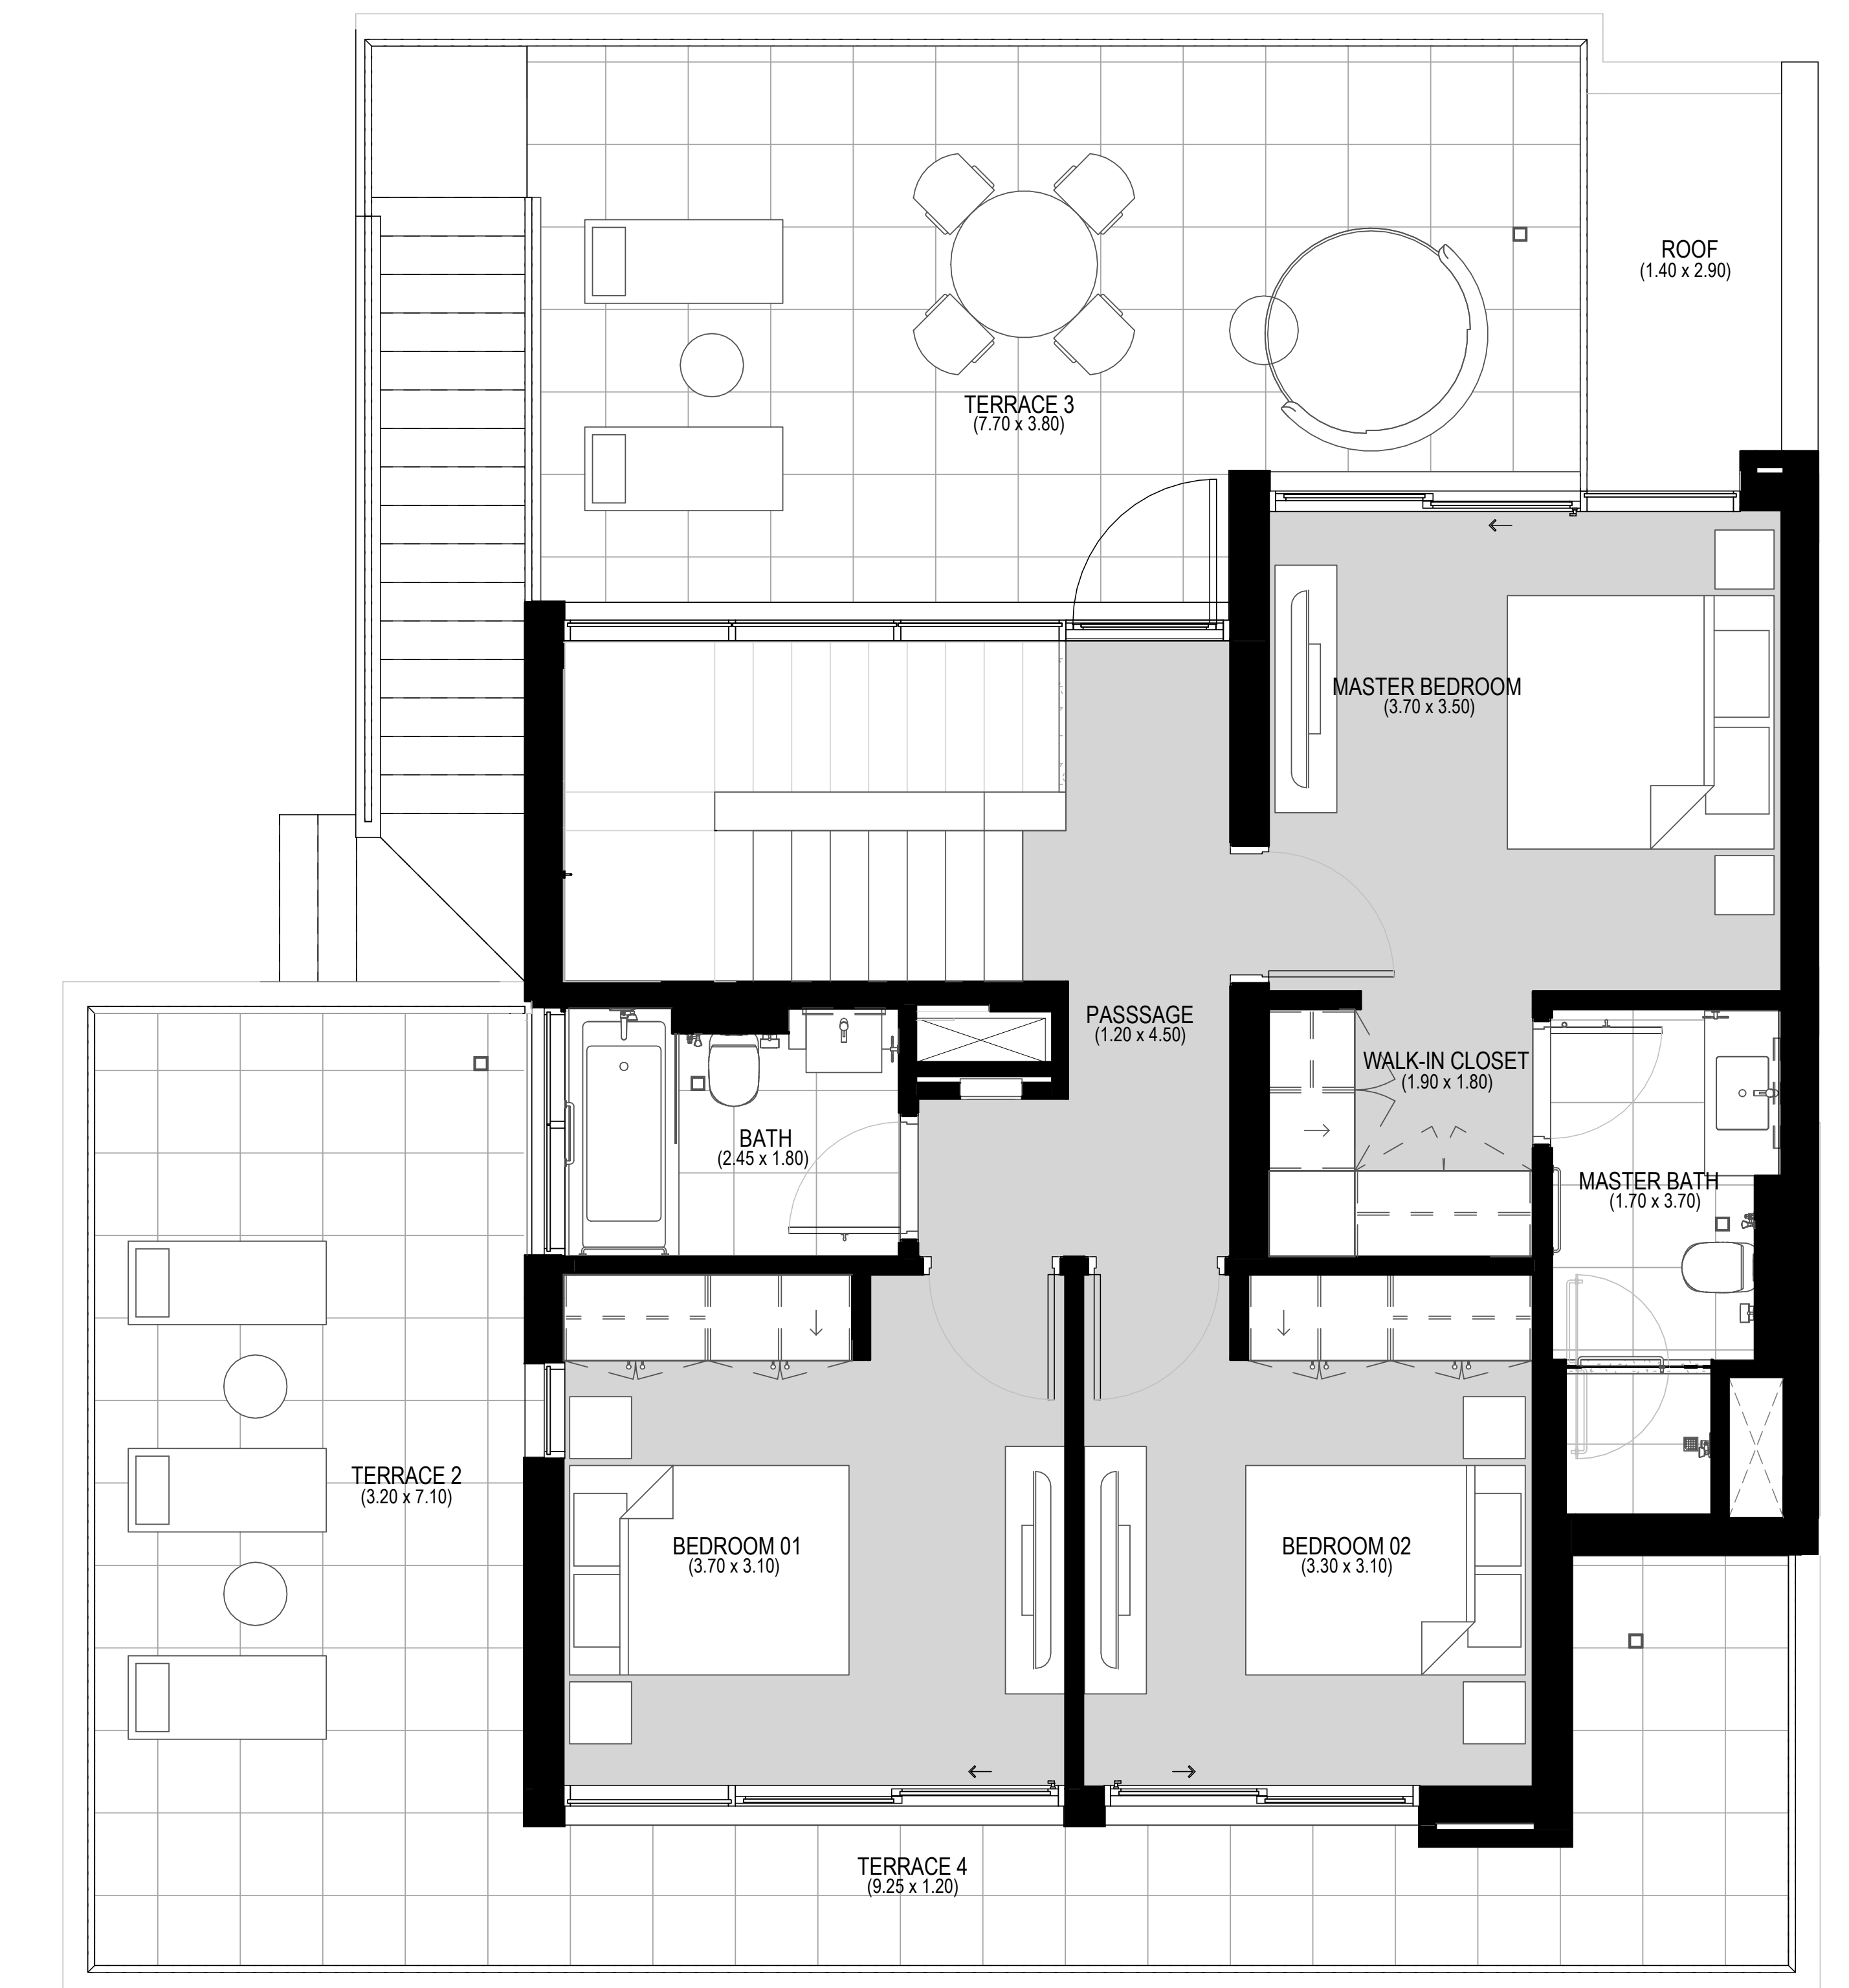 ROOF
(1.40 x 2.90)
TERRACE 3
(7.70 x 3.80)
MASTER BEDROOM
(3.70 x 3.50)
PASSSAGE
(1.20 x 4.50)
WALK-IN CLOSET
(1.90 x 1.80)
BATH
(2.45 x 1.80)
MASTER BATH
(1.70 x 3.70)
TERRACE 2
(3.20 x 7.10)
BEDROOM 01
(3.70 x 3.10)
BEDROOM 02
(3.30 x 3.10)
TERRACE 4
(9.25 x 1.20)